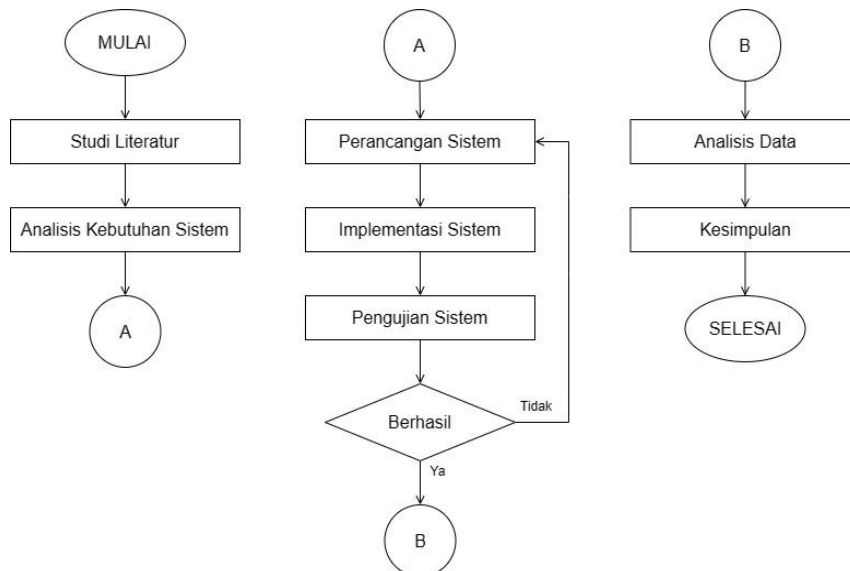 MULAI
Studi Literatur
Analisis Kebutuhan Sistem
A
A
Perancangan Sistem
Implementasi Sistem
Pengujian Sistem
Berhasil
Tidak
Ya
B
B
Analisis Data
Kesimpulan
SELESAI